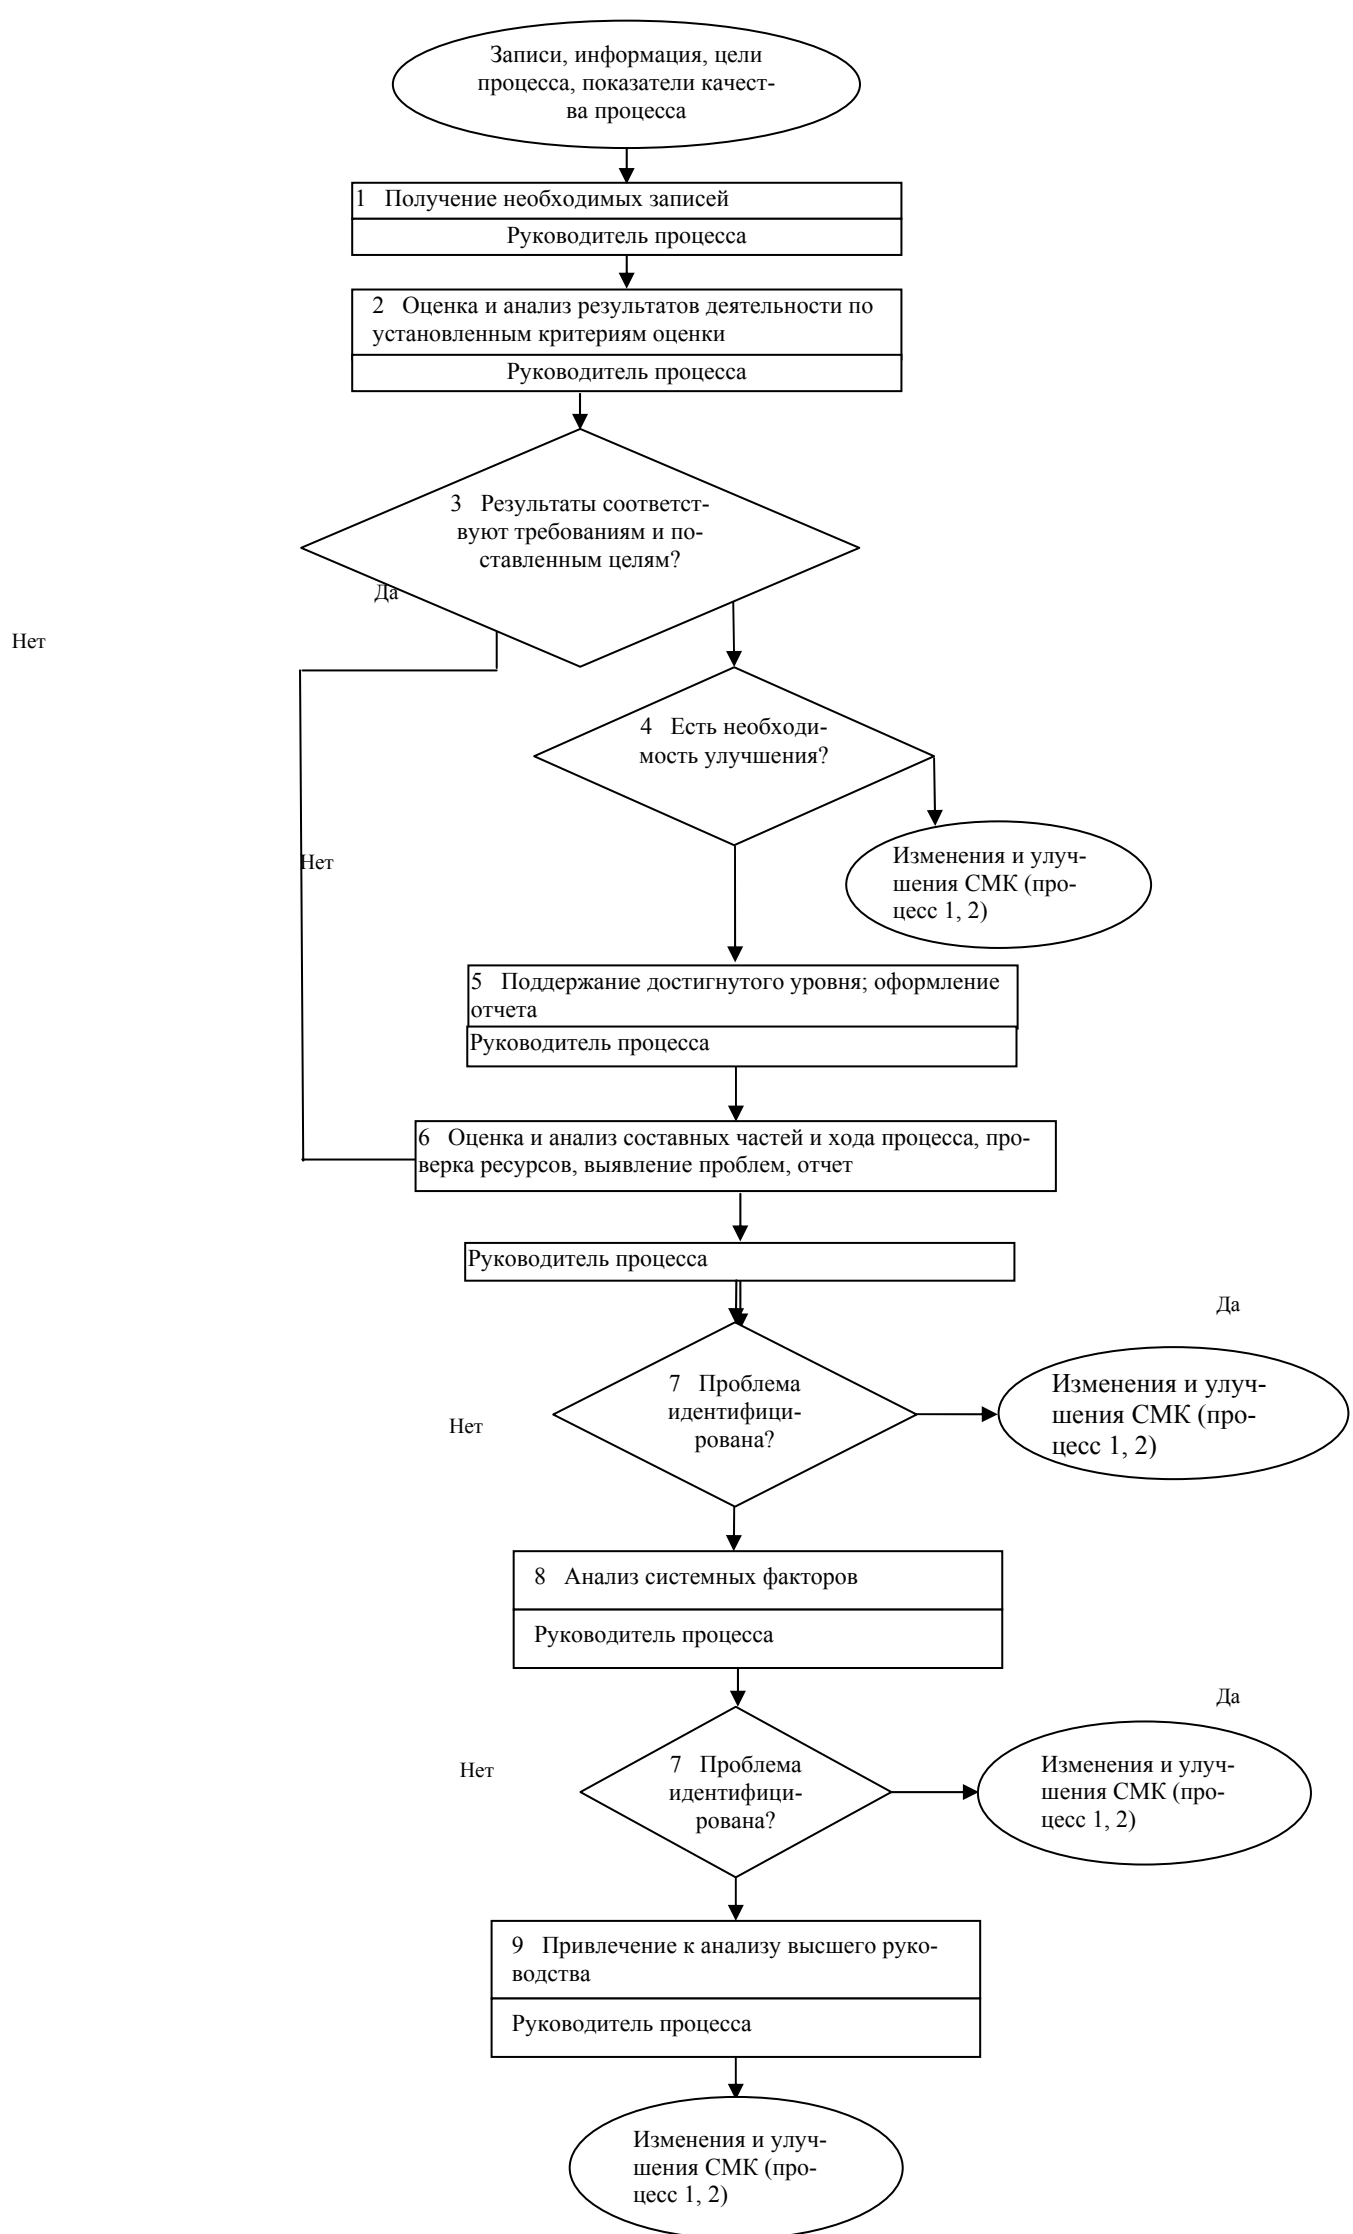 Записи, информация, цели
процесса, показатели качест-
ва процесса
1 Получение необходимых записей
Руководитель процесса
2 Оценка и анализ результатов деятельности по
установленным критериям оценки
Руководитель процесса
3 Результаты соответст-
вуют требованиям и по-
ставленным целям?
Да
Нет
4 Есть необходи-
мость улучшения?
Нет
Изменения и улуч-
шения СМК (про-
цесс 1, 2)
5 Поддержание достигнутого уровня; оформление
отчета
Руководитель процесса
6 Оценка и анализ составных частей и хода процесса, про-
верка ресурсов, выявление проблем, отчет
Руководитель процесса
Да
7 Проблема
идентифици-
рована?
Нет
Изменения и улуч-
шения СМК (про-
цесс 1, 2)
8 Анализ системных факторов
Руководитель процесса
Да
Нет
7 Проблема
идентифици-
рована?
Изменения и улуч-
шения СМК (про-
цесс 1, 2)
9 Привлечение к анализу высшего руко-
водства
Руководитель процесса
Изменения и улуч-
шения СМК (про-
цесс 1, 2)